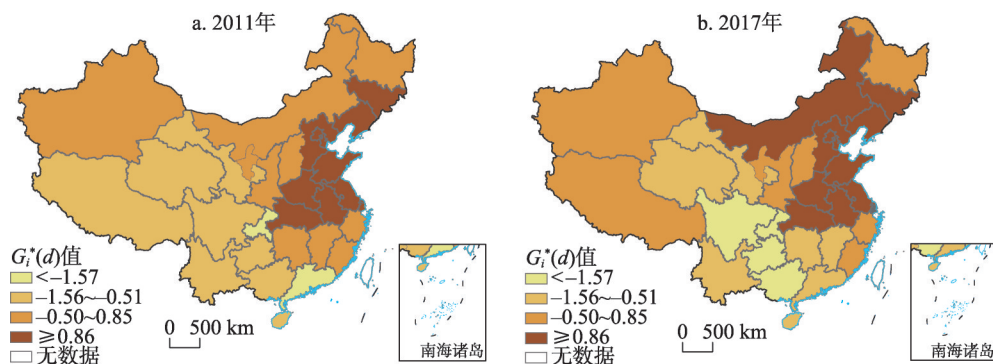 a. 2011年
Gi*(d)值
<–1.57
–1.56~–0.51
–0.50~0.85
⩾0.86
无数据
0 500 km
南海诸岛
b. 2017年
Gi*(d)值
<–1.57
–1.56~–0.51
–0.50~0.85
⩾0.86
无数据
0 500 km
南海诸岛